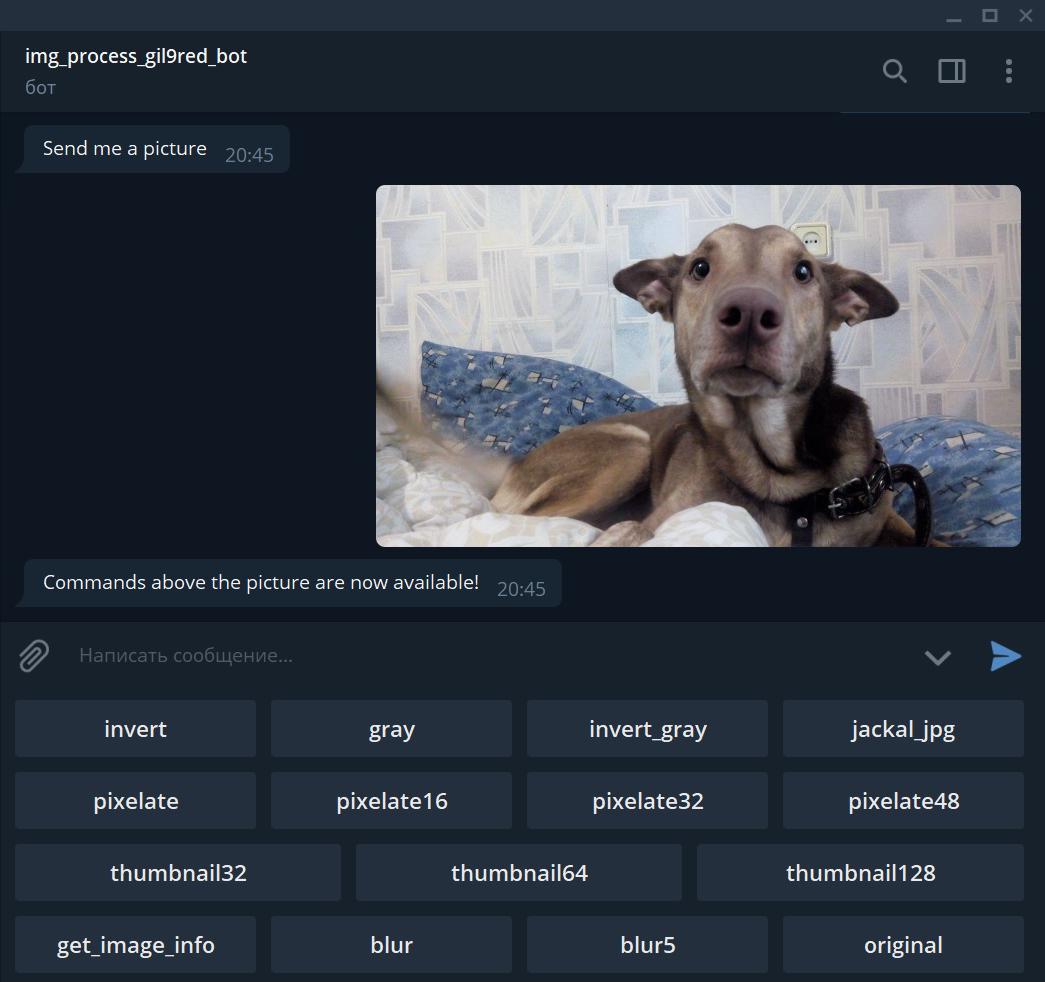 img_process_gil9red_bot
бот
Send me a picture 20:45
Commands above the picture are now available! 20:45
Написать сообщение...
invert gray invert_gray jackal_jpg
pixelate pixelate16 pixelate32 pixelate48
thumbnail32 thumbnail64 thumbnail128
get_image_info blur blur5 original